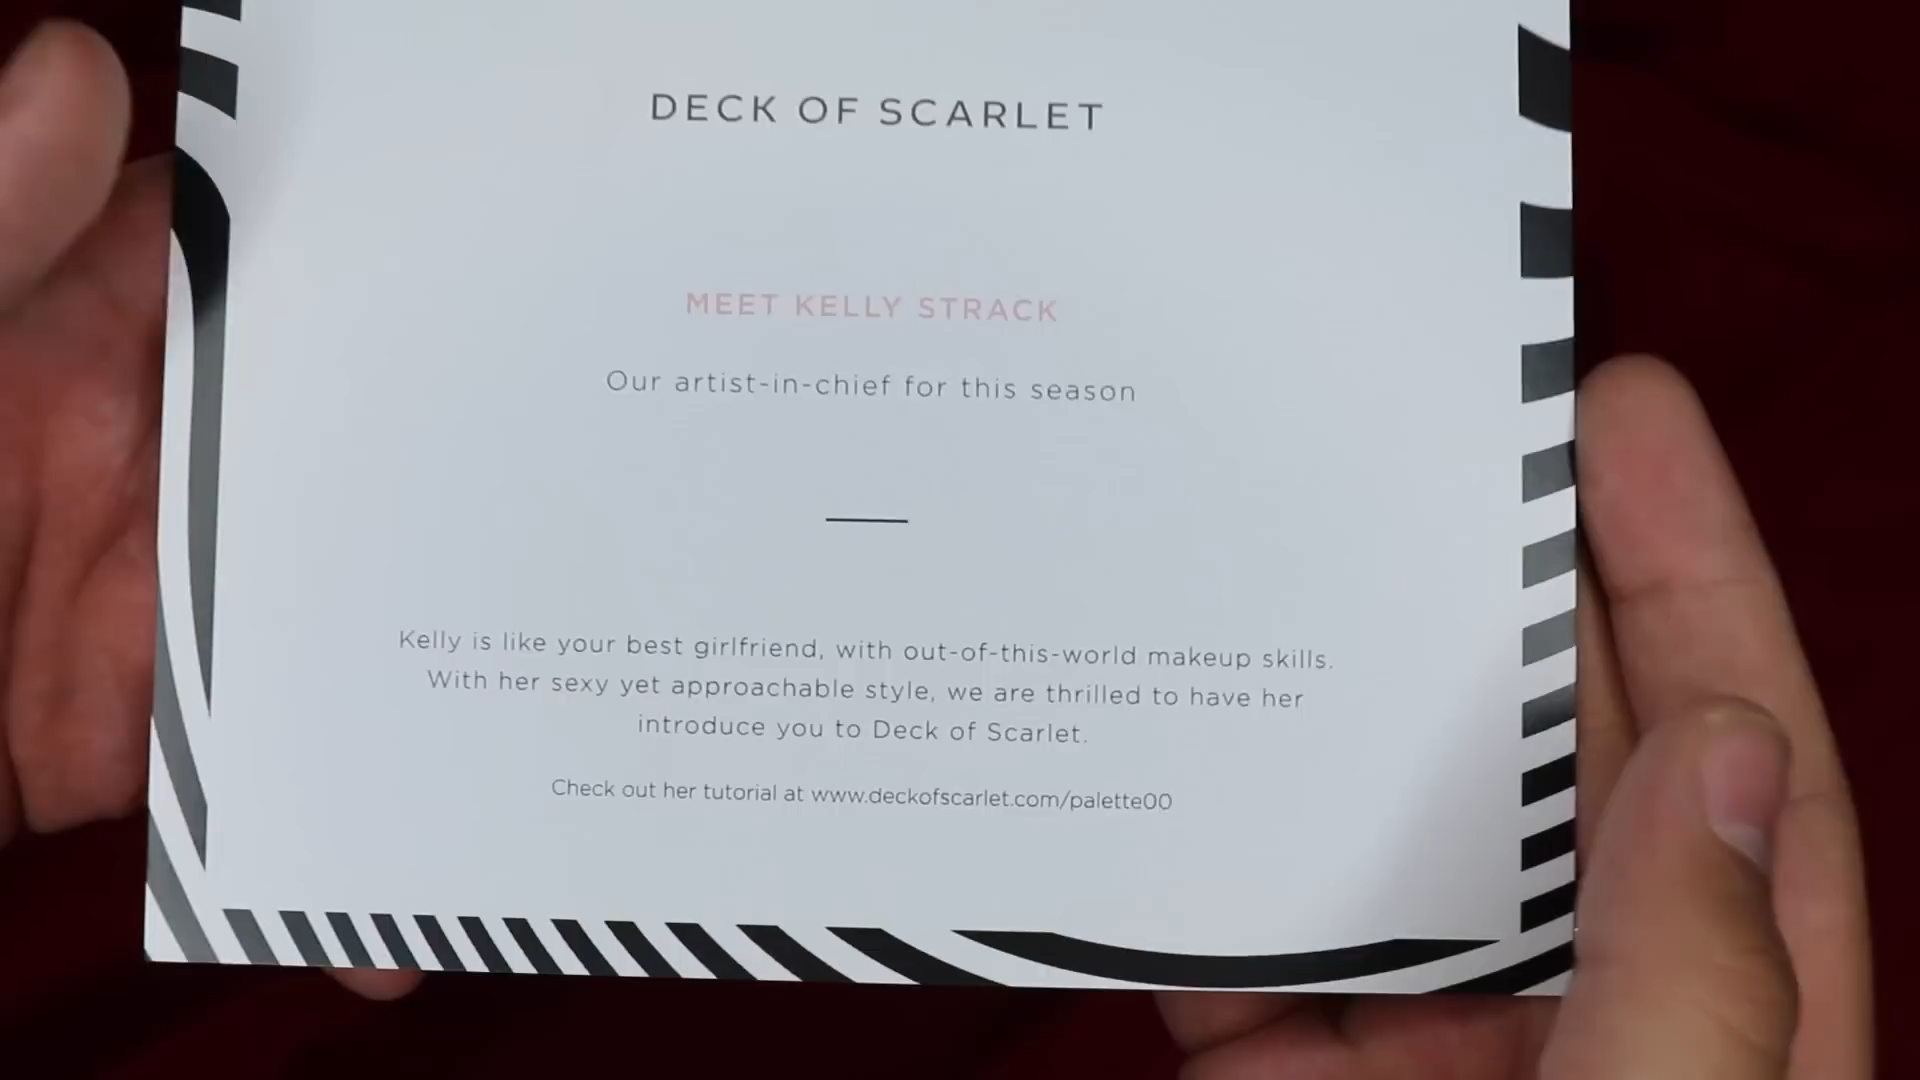 DECK OF SCARLET
MEET KELLY STRACK
Our artist-in-chief for this season
Kelly is like your best girlfriend, with out-of-this-world makeup skills.
With her sexy yet approachable style, we are thrilled to have her
introduce you to Deck of Scarlet.
Check out her tutorial at www.deckofscarlet.com/palette00